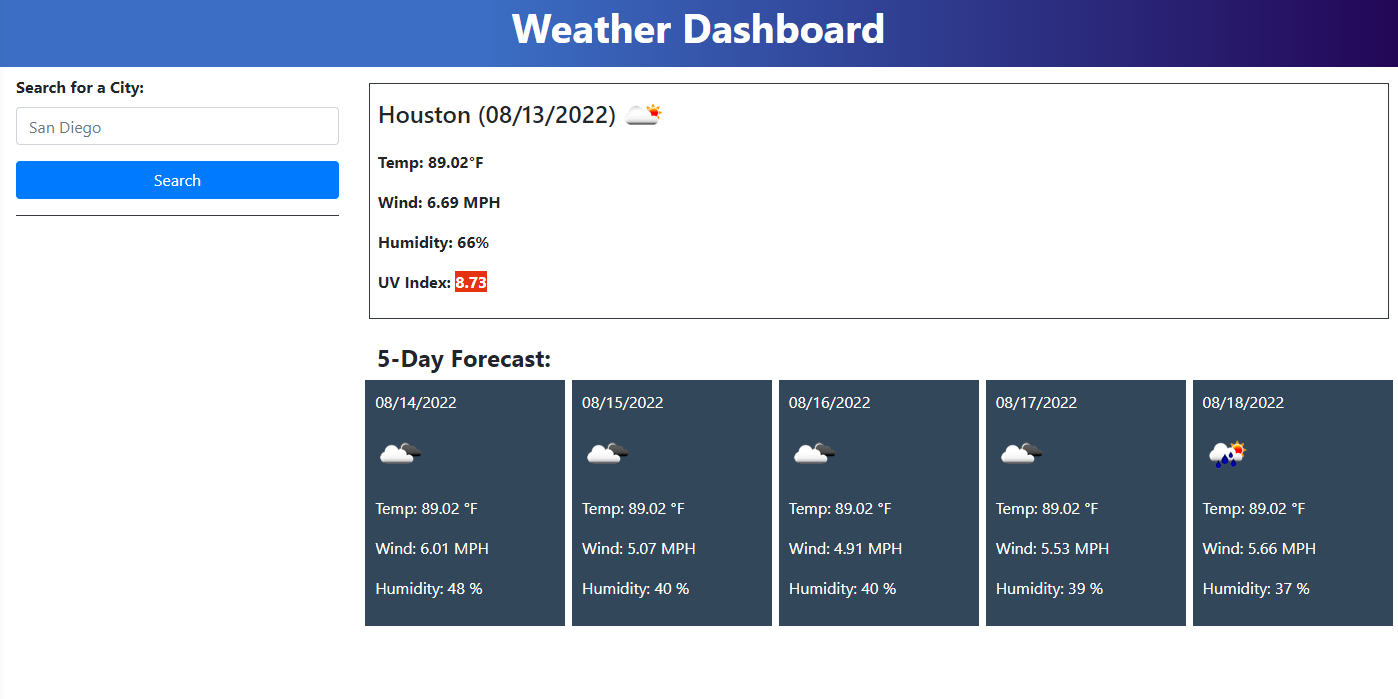 Weather Dashboard
Search for a City:
San Diego
Search
Houston (08/13/2022)
Temp: 89.02°F
Wind: 6.69 MPH
Humidity: 66%
UV Index: 8.73
5-Day Forecast:
08/14/2022
Temp: 89.02 °F
Wind: 6.01 MPH
Humidity: 48 %
08/15/2022
Temp: 89.02 °F
Wind: 5.07 MPH
Humidity: 40 %
08/16/2022
Temp: 89.02 °F
Wind: 4.91 MPH
Humidity: 40 %
08/17/2022
Temp: 89.02 °F
Wind: 5.53 MPH
Humidity: 39 %
08/18/2022
Temp: 89.02 °F
Wind: 5.66 MPH
Humidity: 37 %